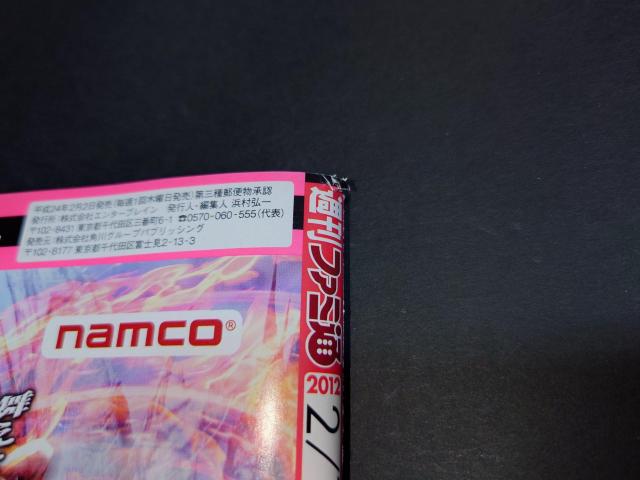 平成24年2月2日発売(毎週1回木曜日発売)第三種郵便物承認
発行所:株式会社エンターブレイン 発行人・編集人 浜村弘一
〒102-8431 東京都千代田区三番町6-1 ☎0570-060-555(代表)
発売元:株式会社角川グループパブリッシング
〒102-8177 東京都千代田区富士見2-13-3
namco®
週刊ファミ通
2012
2/